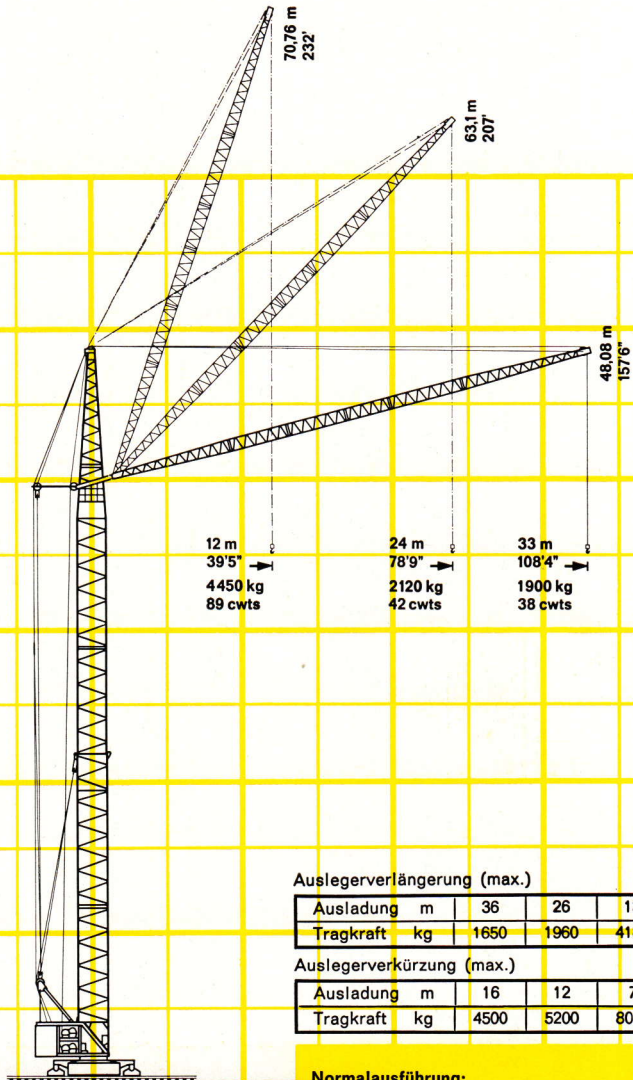 70,76 m
232'
63,1 m
207'
48,08 m
157'6"
12 m
39'5"
4450 kg
89 cwts
24 m
78'9"
2120 kg
42 cwts
33 m
108'4"
1900 kg
38 cwts
Auslegerverlängerung (max.)
Ausladung m 36 26
Tragkraft kg 1650 1960
Auslegerverkürzung (max.)
Ausladung m 16 12
Tragkraft kg 4500 5200
Normalausführung: